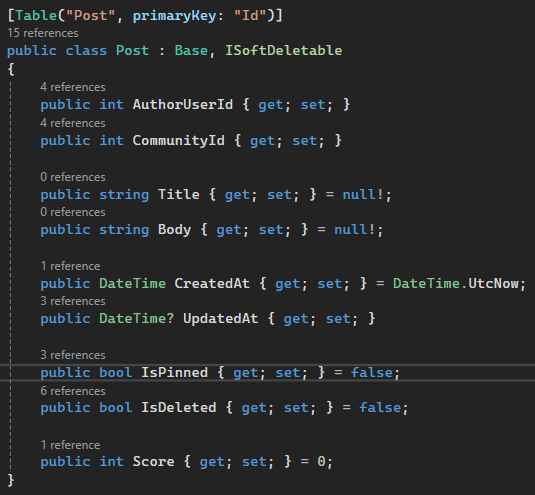 [Table("Post", primaryKey: "Id")]
15 references
public class Post : Base, ISoftDeletable
{
4 references
public int AuthorUserId { get; set; }
4 references
public int CommunityId { get; set; }
0 references
public string Title { get; set; } = null!;
0 references
public string Body { get; set; } = null!;
1 reference
public DateTime CreatedAt { get; set; } = DateTime.UtcNow;
3 references
public DateTime? UpdatedAt { get; set; }
3 references
public bool IsPinned { get; set; } = false;
6 references
public bool IsDeleted { get; set; } = false;
1 reference
public int Score { get; set; } = 0;
}